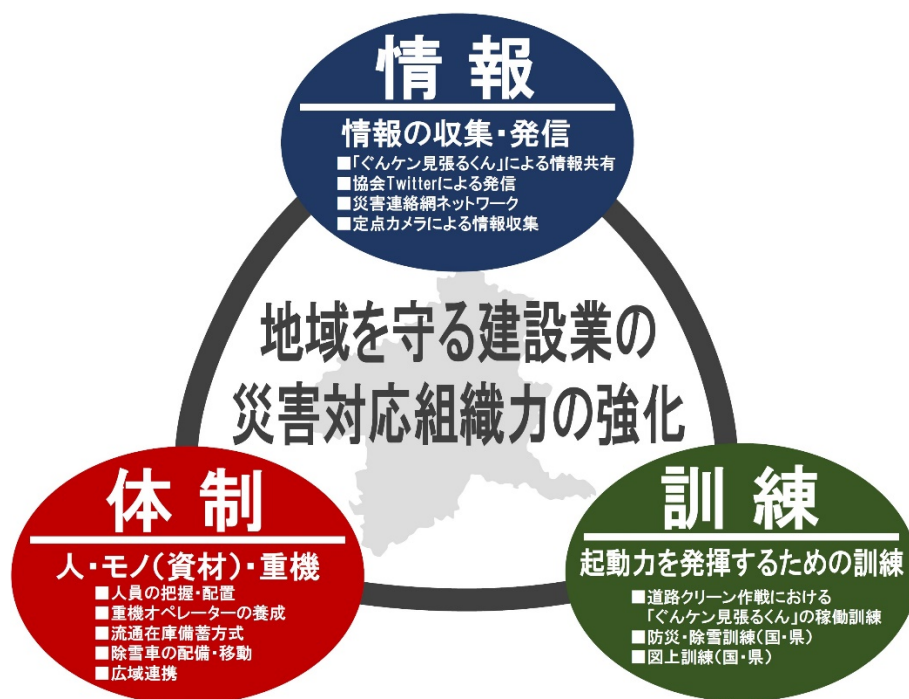 情報
情報の収集・発信
■「ぐんケン見張るくん」による情報共有
■協会Twitterによる発信
■災害連絡網ネットワーク
■定点カメラによる情報収集
地域を守る建設業の
災害対応組織力の強化
体制
人・モノ(資材)・重機
■人員の把握・配置
■重機オペレーターの養成
■流通在庫備蓄方式
■除雪車の配備・移動
■広域連携
訓練
起動力を発揮するための訓練
■道路クリーン作戦における
「ぐんケン見張るくん」の稼働訓練
■防災・除雪訓練(国・県)
■図上訓練(国・県)